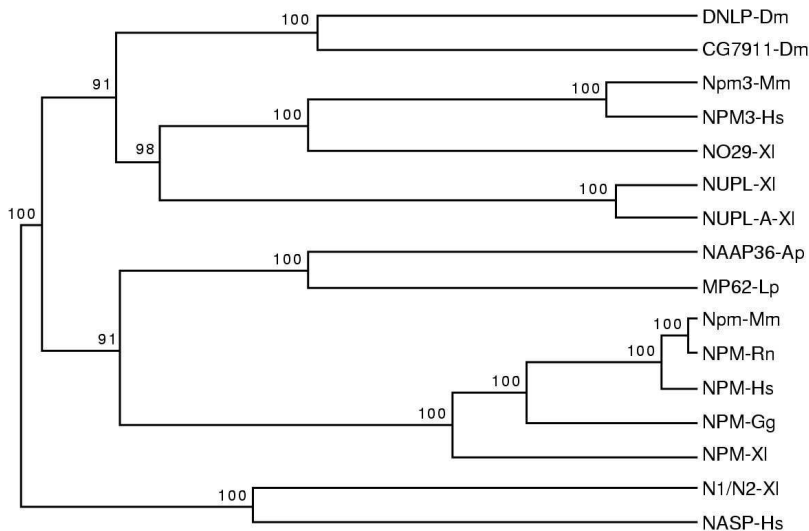 100
DNLP-Dm
CG7911-Dm
91
100
Npm3-Mm
NPM3-Hs
100
98
NO29-Xl
100
NUPL-Xl
NUPL-A-Xl
100
100
NAAP36-Ap
MP62-Lp
91
100
Npm-Mm
NPM-Rn
100
NPM-Hs
100
NPM-Gg
100
NPM-Xl
100
N1/N2-Xl
NASP-Hs